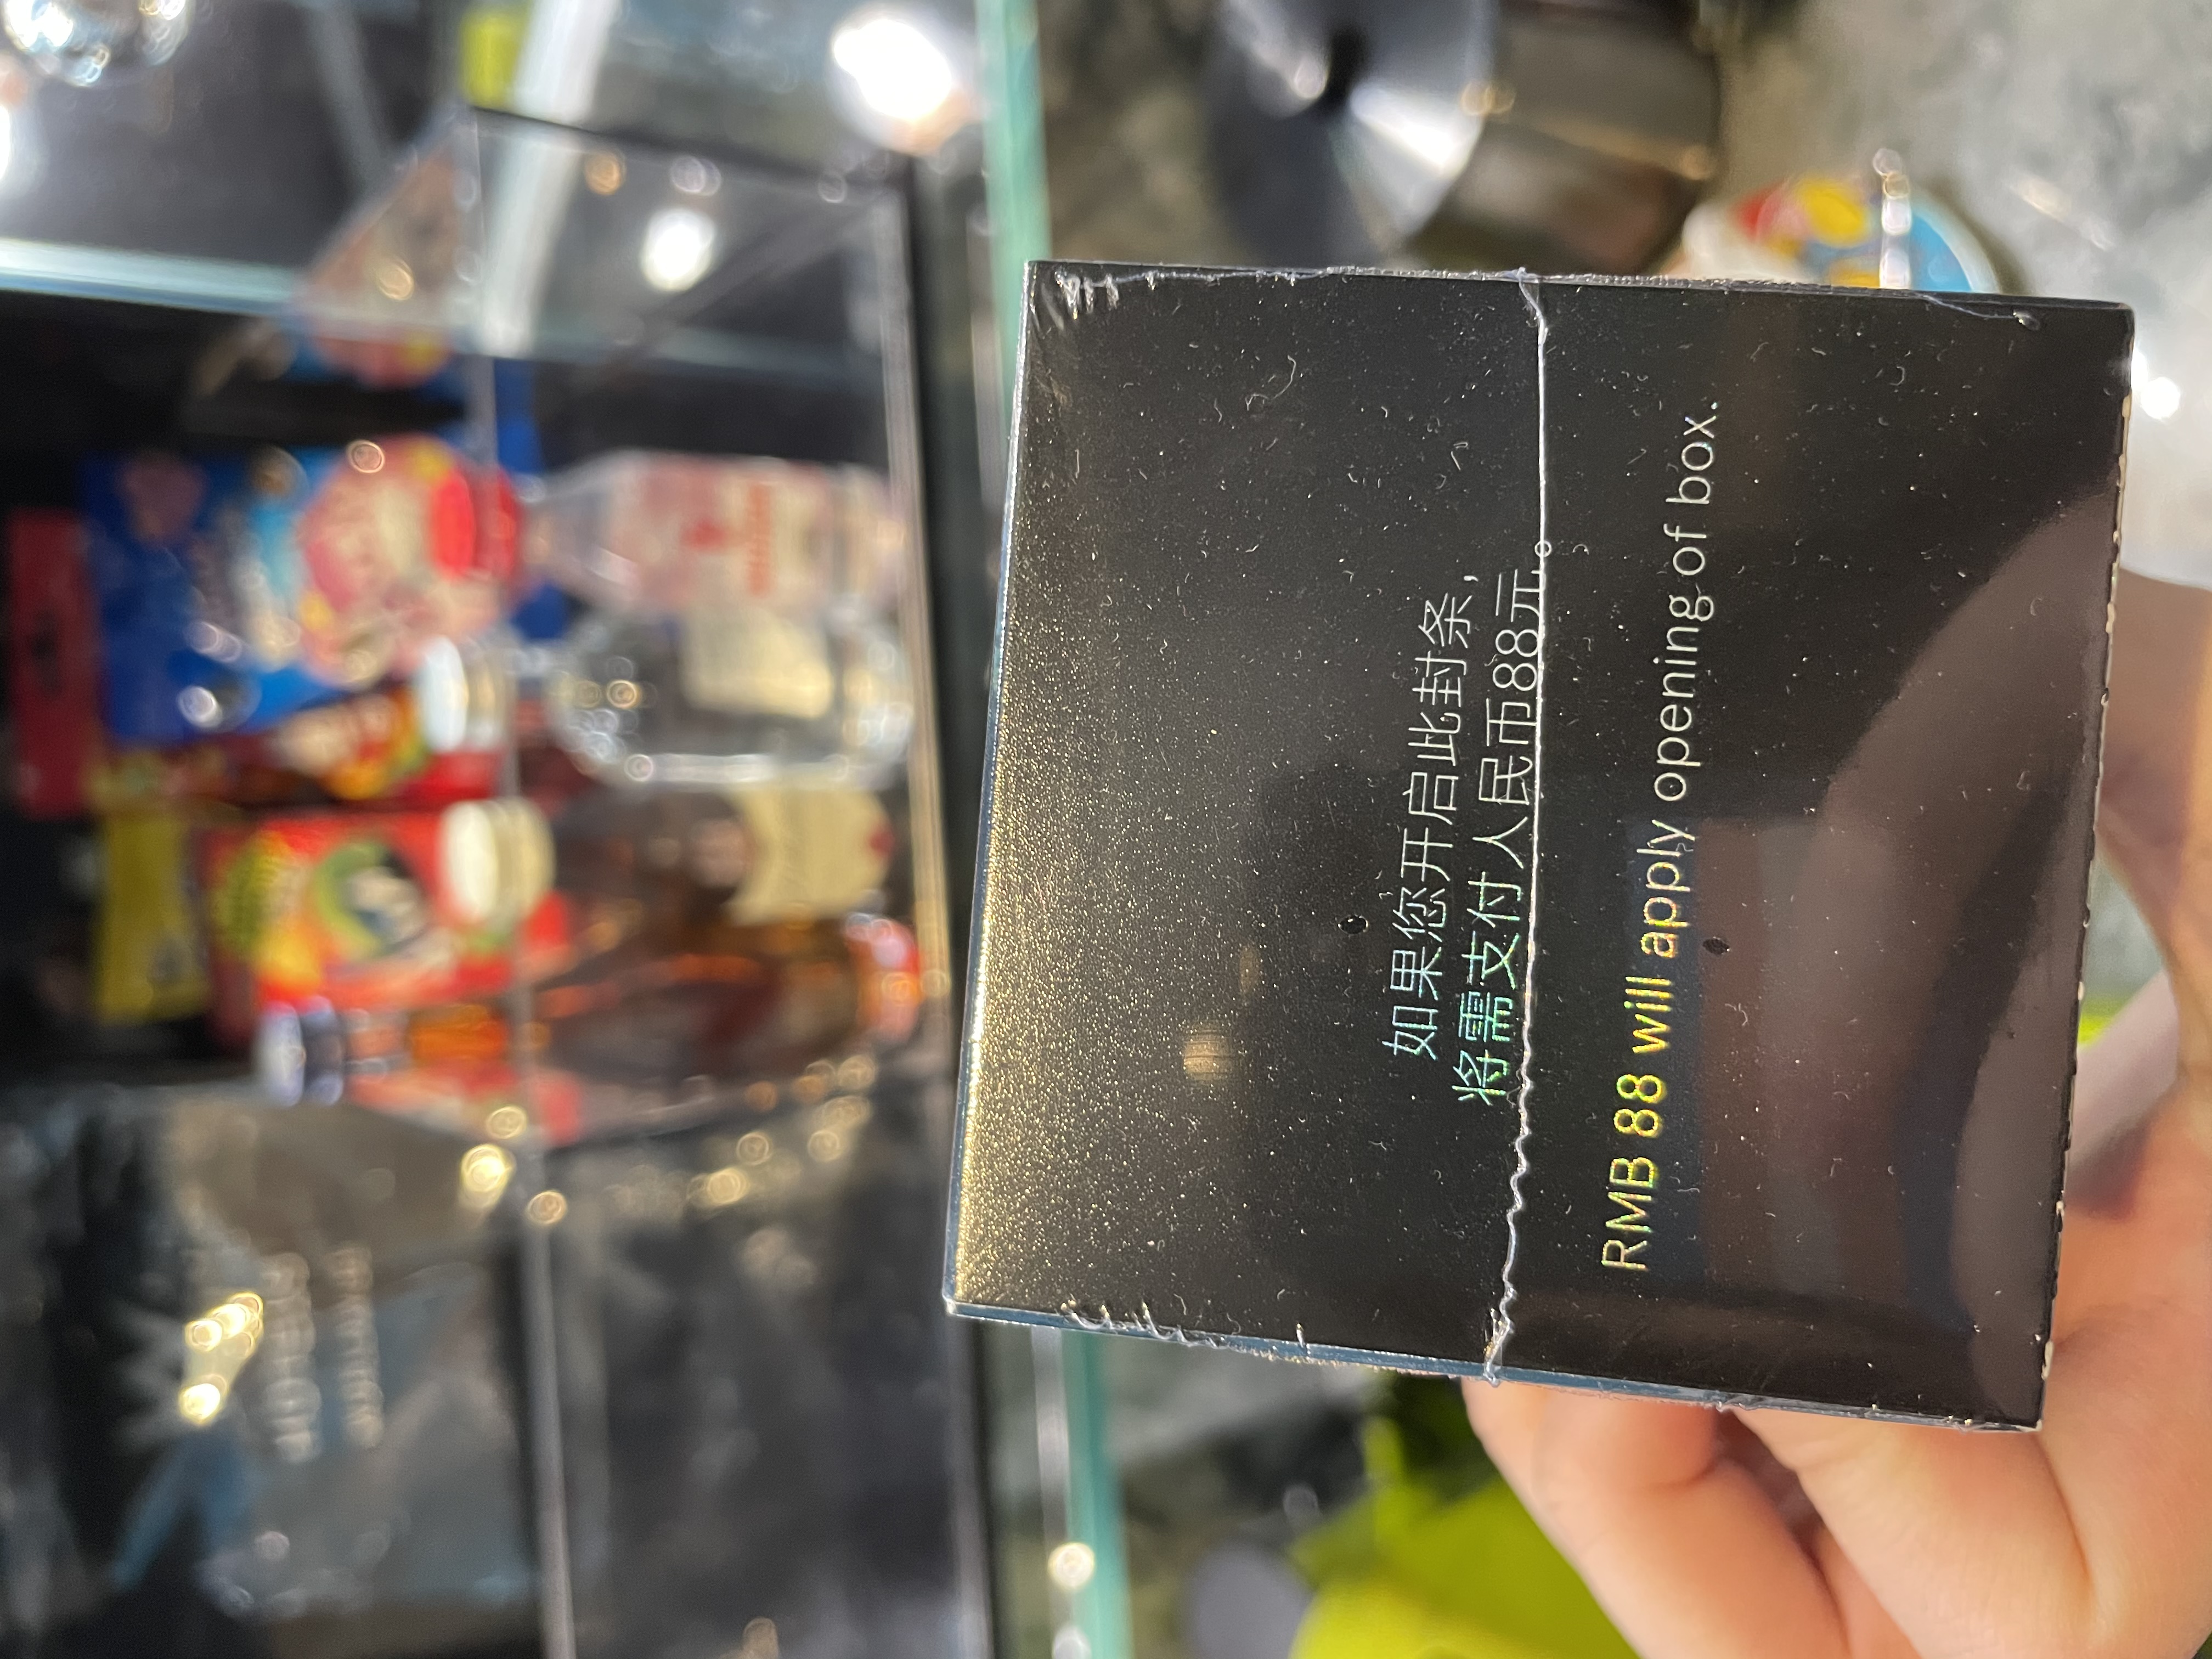 如果您开启此封条，
将需支付人民币88元。
RMB 88 will apply opening of box.